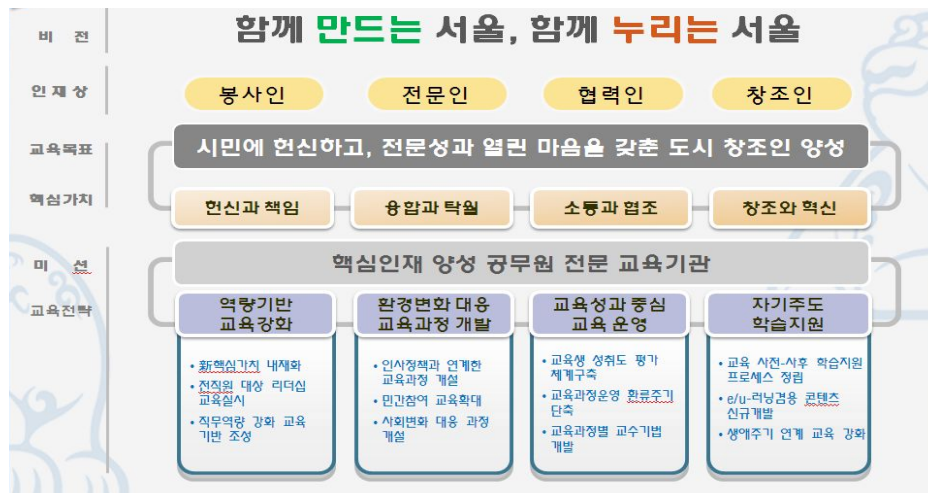 비 전
함께 만드는 서울, 함께 누리는 서울
인 재 상
봉사인
전문인
협력인
창조인
교육목표
시민에 헌신하고, 전문성과 열린 마음을 갖춘 도시 창조인 양성
핵심가치
헌신과 책임
융합과 탁월
소통과 협조
창조와 혁신
미 션
핵심인재 양성 공무원 전문 교육기관
교육전략
역량기반
교육강화
• 新핵심가치 내재화
• 전직원 대상 리더십
교육실시
• 직무역량 강화 교육
기반 조성
환경변화 대응
교육과정 개발
• 인사정책과 연계한
교육과정 개설
• 민간참여 교육확대
• 사회변화 대응 과정
개설
교육성과 중심
교육 운영
• 교육생 성취도 평가
체계구축
• 교육과정운영 환류주기
단축
• 교육과정별 교수기법
개발
자기주도
학습지원
• 교육 사전-사후 학습지원
프로세스 정립
• e/u-러닝겸용 콘텐츠
신규개발
• 생애주기 연계 교육 강화